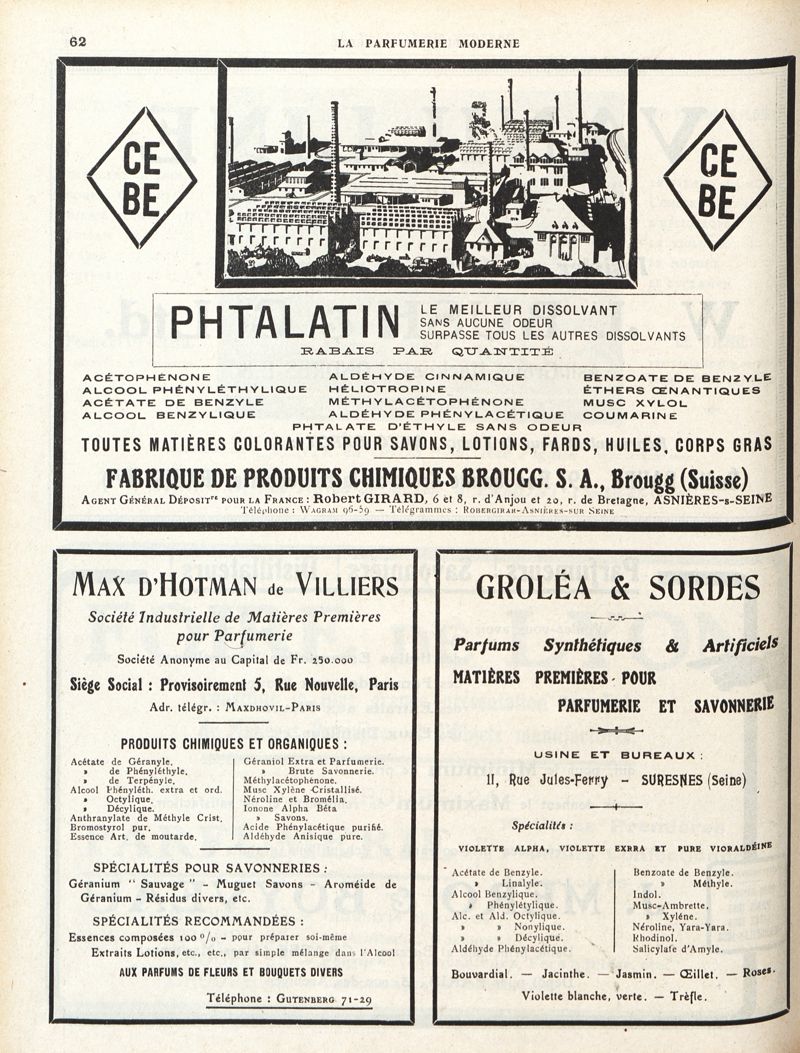 62
LA PARFUMERIE MODERNE
CE
BE
CE
BE
PHTALATIN
LE MEILLEUR DISSOLVANT
SANS AUCUNE ODEUR
SURPASSE TOUS LES AUTRES DISSOLVANTS
RABAIS PAR QUANTITÉ
ACÉTOPHÉNONE
ALCOOL PHÉNYLÉTHYLIQUE
ACÉTATE DE BENZYLE
ALCOOL BENZYLIQUE
ALDÉHYDE CINNAMIQUE
HÉLIOTROPINE
MÉTHYLACÉTOPHÉNONE
ALDÉHYDE PHÉNYLACÉTIQUE
BENZOATE DE BENZYLE
ÉTHERS ŒNANTIQUES
MUSC XYLOL
COUMARINE
PHTALATE D'ÉTHYLE SANS ODEUR
TOUTES MATIÈRES COLORANTES POUR SAVONS, LOTIONS, FARDS, HUILES, CORPS GRAS
FABRIQUE DE PRODUITS CHIMIQUES BROUGG. S. A., Brougg (Suisse)
AGENT GÉNÉRAL DÉPOSITre POUR LA FRANCE : Robert GIRARD, 6 et 8, r. d'Anjou et 20, r. de Bretagne, ASNIÈRES-s-SEINE
Téléphone : WAGRAM 96-59 — Télégrammes : ROBERGIRAR-ASNIÈRES-SUR SEINE
MAX D'HOTMAN de VILLIERS
Société Industrielle de Matières Premières
pour Parfumerie
Société Anonyme au Capital de Fr. 250.000
Siège Social : Provisoirement 5, Rue Nouvelle, Paris
Adr. télégr. : MAXDHOVIL-PARIS
PRODUITS CHIMIQUES ET ORGANIQUES :
Acétate de Géranyle.
» de Phényléthyle.
» de Terpényle.
Alcool Phényléth. extra et ord.
» Octylique.
» Décylique.
Anthranylate de Méthyle Crist.
Bromostyrol pur.
Essence Art. de moutarde.
Géraniol Extra et Parfumerie.
» Brute Savonnerie.
Méthylacétophénone.
Musc Xylène Cristallisé.
Néroline et Bromélia.
Ionone Alpha Béta
» Savons.
Acide Phénylacétique purifié.
Aldéhyde Anisique pure.
SPÉCIALITÉS POUR SAVONNERIES :
Géranium " Sauvage " - Muguet Savons - Aroméide de
Géranium - Résidus divers, etc.
SPÉCIALITÉS RECOMMANDÉES :
Essences composées 100 % - pour préparer soi-même
Extraits Lotions, etc., etc., par simple mélange dans l'Alcool
AUX PARFUMS DE FLEURS ET BOUQUETS DIVERS
Téléphone : GUTENBERG 71-29
GROLÉA & SORDES
Parfums Synthétiques & Artificiels
MATIÈRES PREMIÈRES POUR
PARFUMERIE ET SAVONNERIE
USINE ET BUREAUX :
11, Rue Jules-Ferry — SURESNES (Seine)
Spécialités :
VIOLETTE ALPHA, VIOLETTE EXRRA ET PURE VIORALDÉINE
Acétate de Benzyle.
» Linalyle.
Alcool Benzylique.
» Phénylétylique.
Alc. et Ald. Octylique.
» » Nonylique.
» » Décylique.
Aldéhyde Phénylacétique.
Benzoate de Benzyle.
» Méthyle.
Indol.
Musc-Ambrette.
» Xyléne.
Néroline, Yara-Yara.
Rhodinol.
Salicylate d'Amyle.
Bouvardial. — Jacinthe. — Jasmin. — Œillet. — Roses.
Violette blanche, verte. — Trèfle.